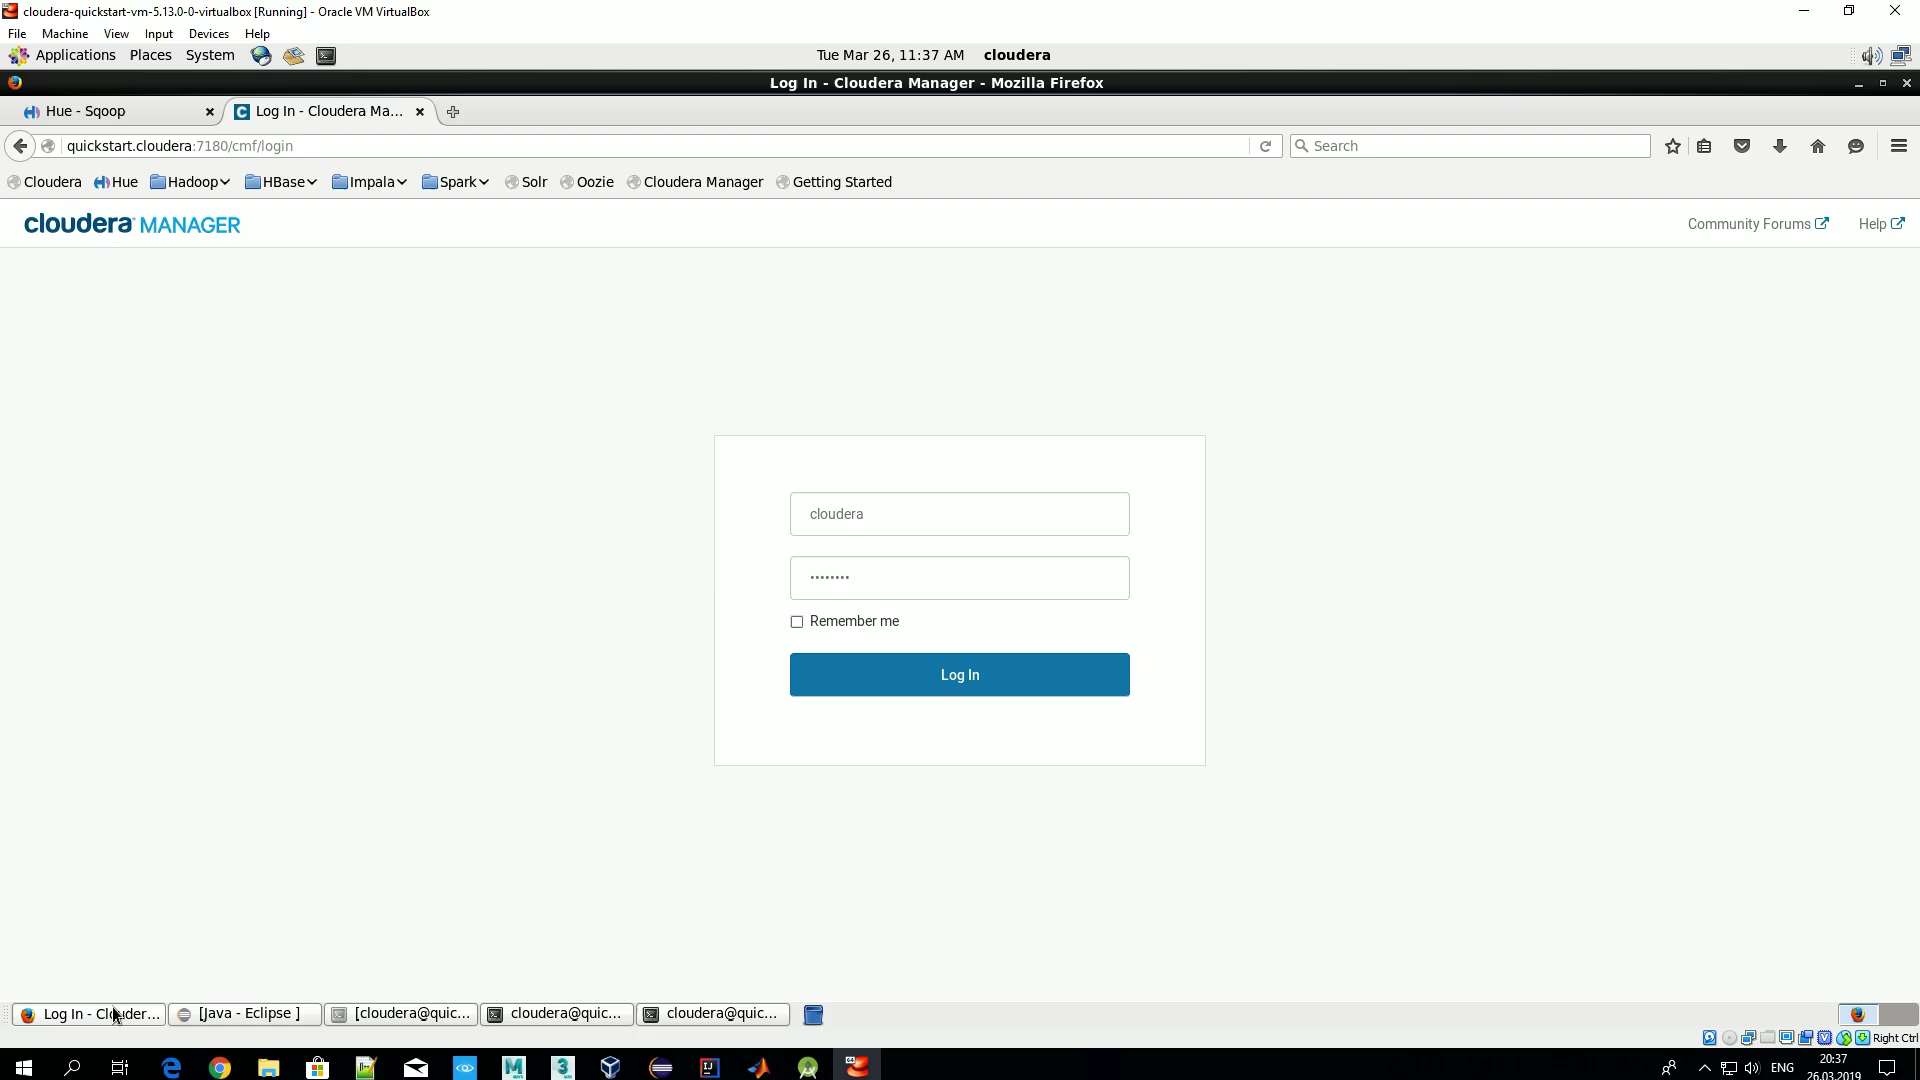 cloudera-quickstart-vm-5.13.0-0-virtualbox [Running] - Oracle VM VirtualBox
File Machine View Input Devices Help
Applications Places System Tue Mar 26, 11:37 AM cloudera
Log In - Cloudera Manager - Mozilla Firefox
Hue - Sqoop Log In - Cloudera Ma...
quickstart.cloudera:7180/cmf/login Search
Cloudera Hue Hadoop HBase Impala Spark Solr Oozie Cloudera Manager Getting Started
cloudera MANAGER Community Forums Help
cloudera
Remember me
Log In
Log In - Clouder... [Java - Eclipse ] [cloudera@quic... cloudera@quic... cloudera@quic...
Right Ctrl
ENG 20:37
26.03.2019